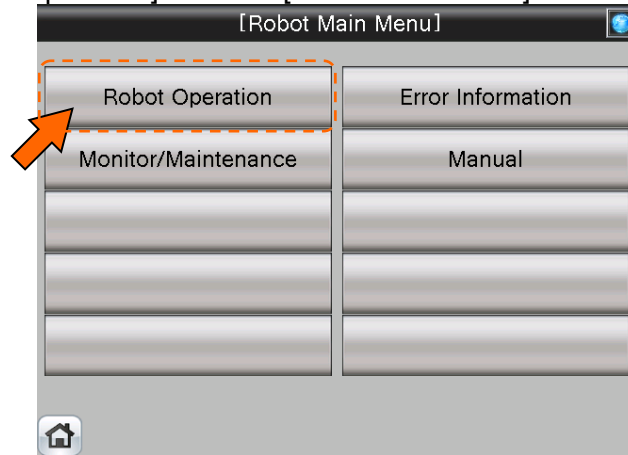 [Robot Main Menu]
Robot Operation
Error Information
Monitor/Maintenance
Manual